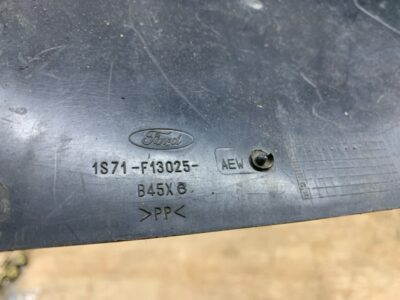 Ford
1S71-F13025-
AEW
B45X
>PP<